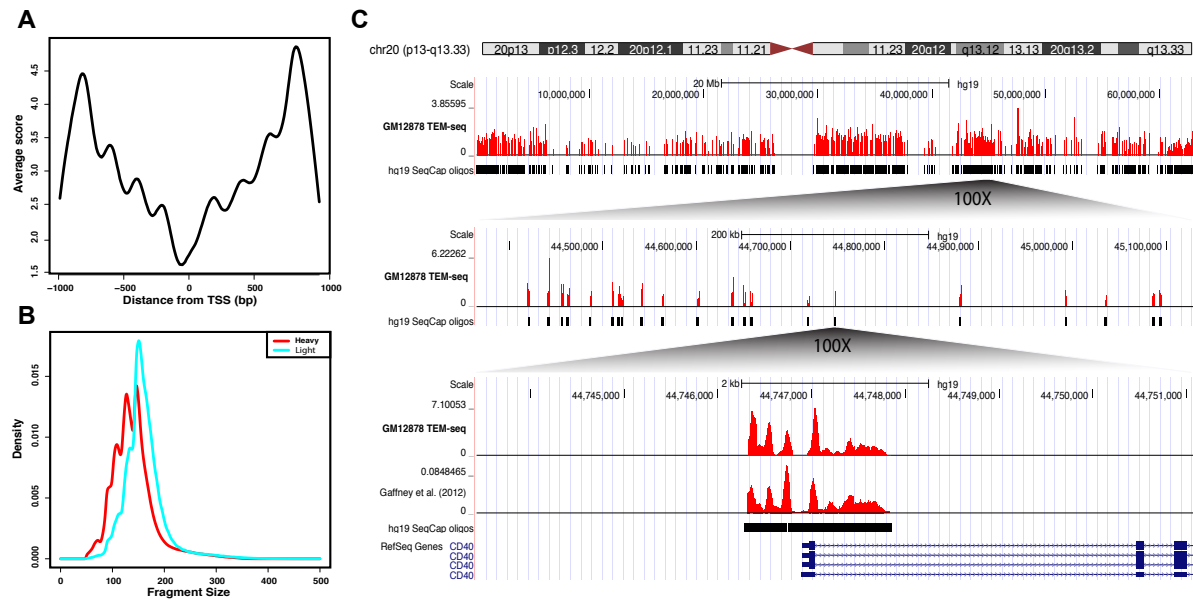 A
4.5
4.0
3.5
3.0
2.5
2.0
1.5
Average score
−1000
−500
0
500
1000
Distance from TSS (bp)
B
Heavy
Light
0.015
0.010
0.005
0.000
Density
0
100
200
300
400
500
Fragment Size
C
chr20 (p13-q13.33)
20p13
p12.3
12.2
20p12.1
11.23
11.21
11.23
20q12
q13.12
13.13
20q13.2
q13.33
Scale
20 Mb
hg19
10,000,000
20,000,000
30,000,000
40,000,000
50,000,000
60,000,000
3.85595
GM12878 TEM-seq
0
hg19 SeqCap oligos
100X
Scale
200 kb
hg19
44,500,000
44,600,000
44,700,000
44,800,000
44,900,000
45,000,000
45,100,000
6.22262
GM12878 TEM-seq
0
hg19 SeqCap oligos
100X
Scale
2 kb
hg19
44,745,000
44,746,000
44,747,000
44,748,000
44,749,000
44,750,000
44,751,000
7.10053
GM12878 TEM-seq
0
0.0848465
Gaffney et al. (2012)
0
hg19 SeqCap oligos
RefSeq Genes
CD40
CD40
CD40
CD40